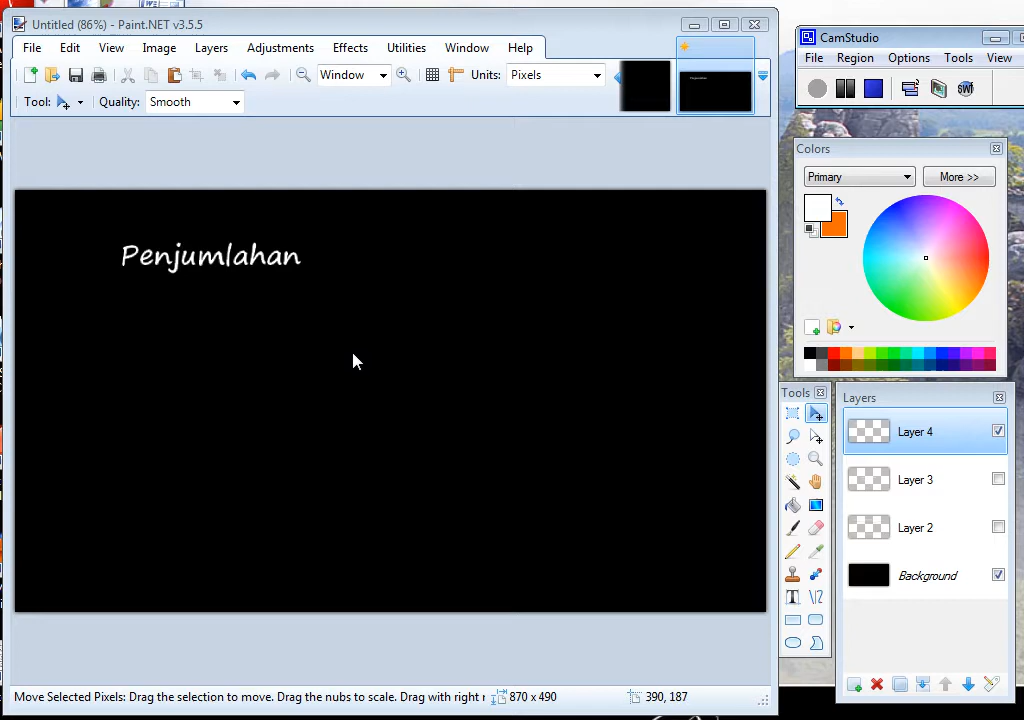 Untitled (86%) - Paint.NET v3.5.5
File Edit View Image Layers Adjustments Effects Utilities Window Help
Window Units: Pixels
Tool: Quality: Smooth
Penjumlahan
Move Selected Pixels: Drag the selection to move. Drag the nubs to scale. Drag with right 870 x 490 390, 187
CamStudio
File Region Options Tools View
SWF
Colors
Primary More >>
Tools
Layers
Layer 4
Layer 3
Layer 2
Background